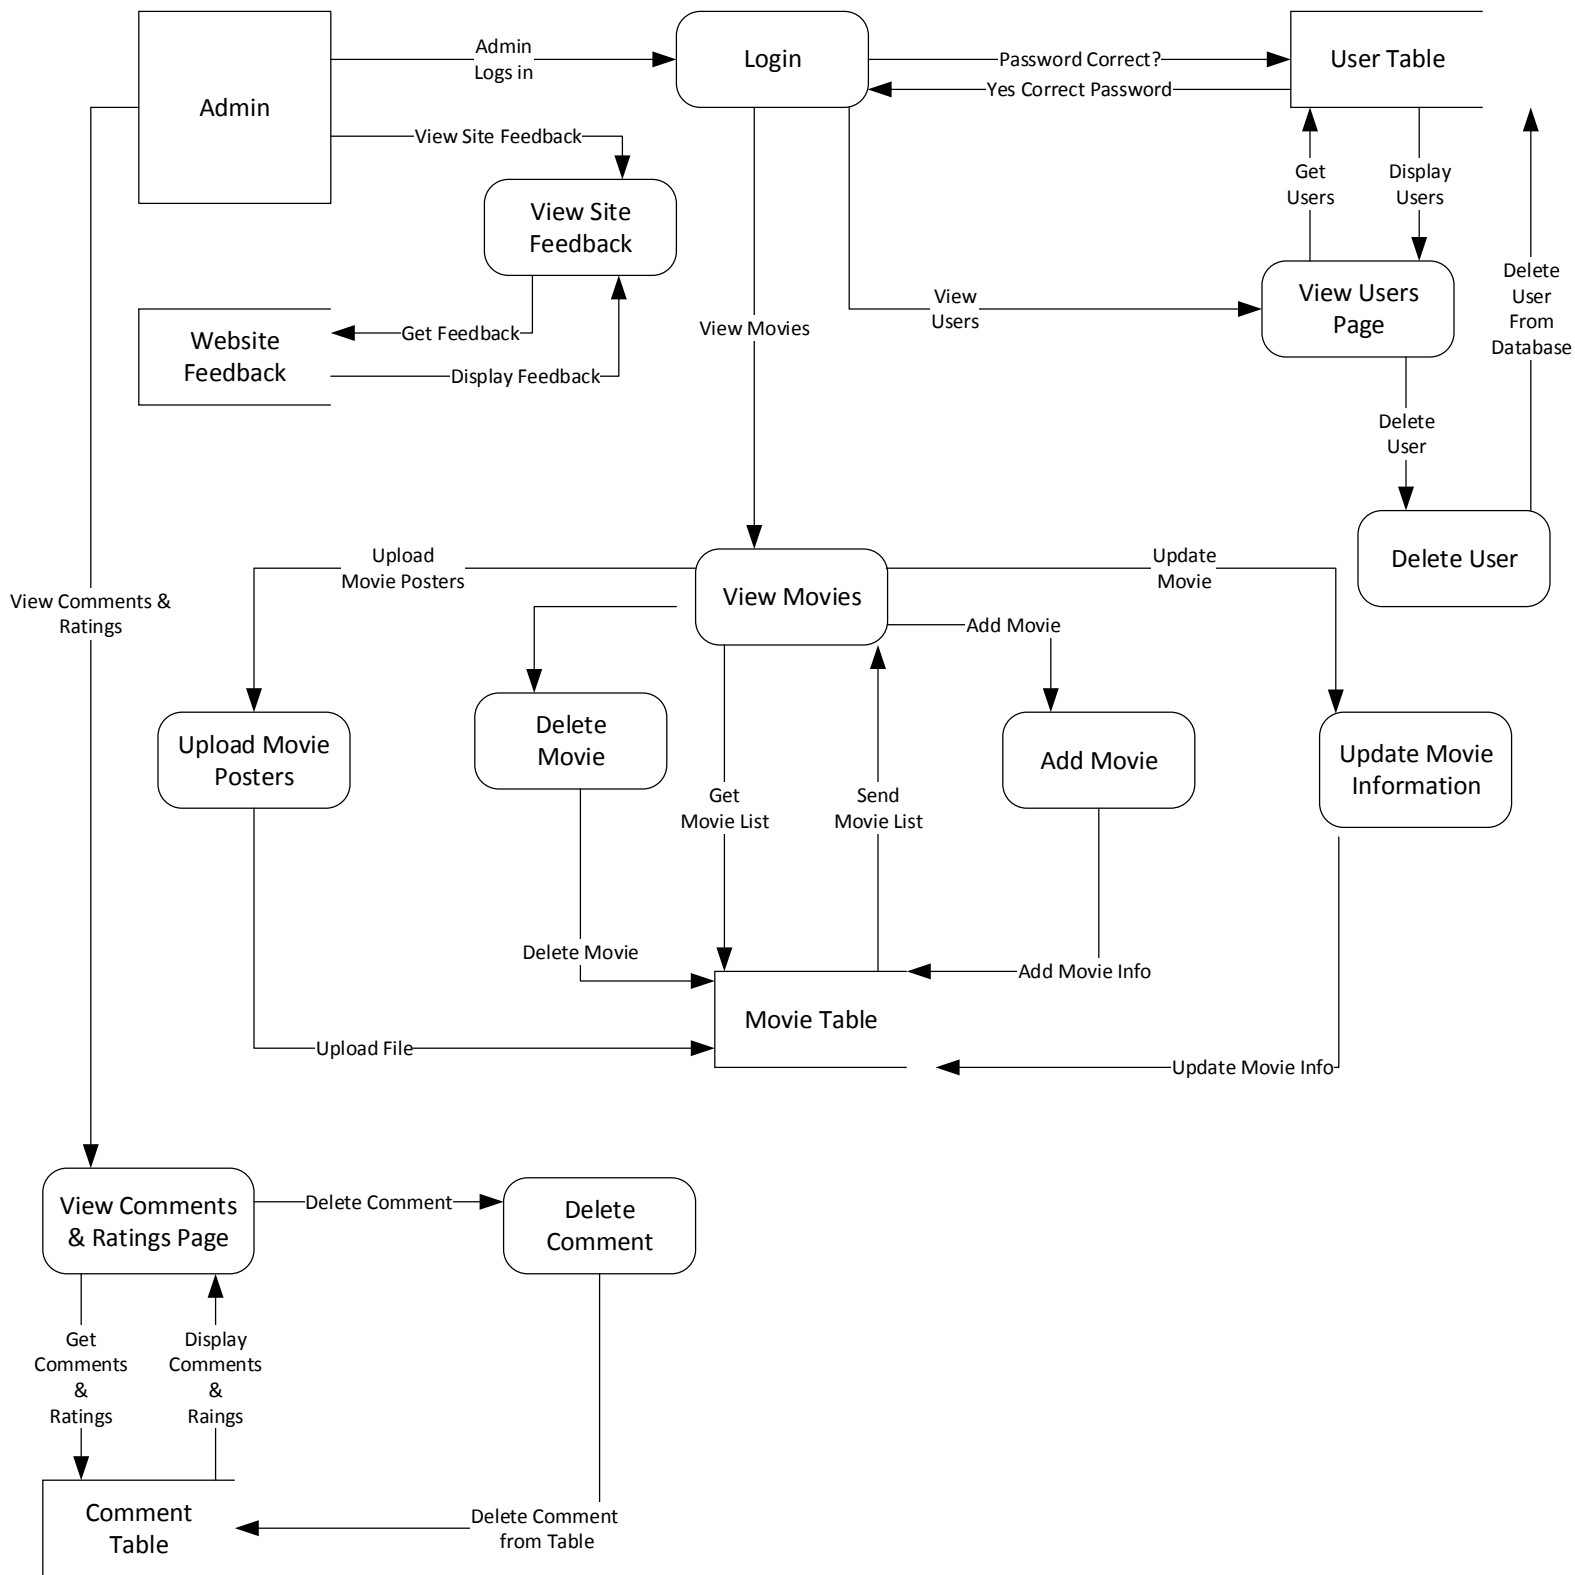 Admin
Admin
Logs in
Login
Password Correct?
Yes Correct Password
User Table
View Site Feedback
View Site
Feedback
Get
Users
Display
Users
Delete
User
From
Database
View Users
Page
View
Users
View Movies
Get Feedback
Display Feedback
Website
Feedback
Delete
User
Delete User
View Comments &
Ratings
Upload
Movie Posters
View Movies
Update
Movie
Add Movie
Upload Movie
Posters
Delete
Movie
Get
Movie List
Send
Movie List
Add Movie
Update Movie
Information
Delete Movie
Add Movie Info
Movie Table
Upload File
Update Movie Info
View Comments
& Ratings Page
Delete Comment
Delete
Comment
Get
Comments
&
Ratings
Display
Comments
&
Raings
Comment
Table
Delete Comment
from Table